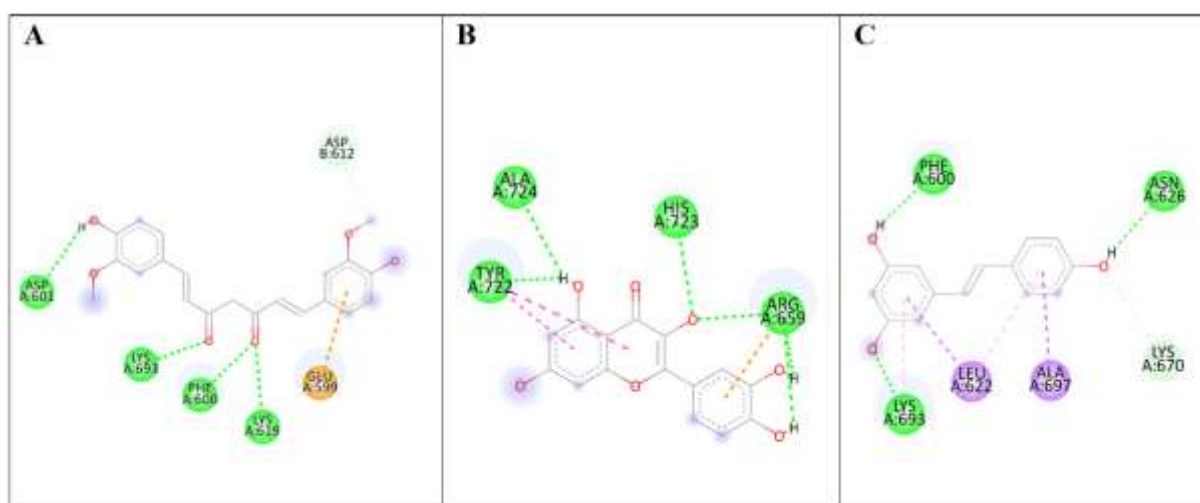 A
ASP
B:612
H
O
O
O
O
ASP
A:601
O
O
LYS
A:693
PHE
A:600
LYS
A:619
GLU
A:599
B
ALA
A:724
HIS
A:723
TYR
A:722
H
O
O
O
ARG
A:659
O
O
O
O
H
H
C
PHE
A:600
ASN
A:626
H
O
H
O
O
LYS
A:693
LEU
A:622
ALA
A:697
LYS
A:670